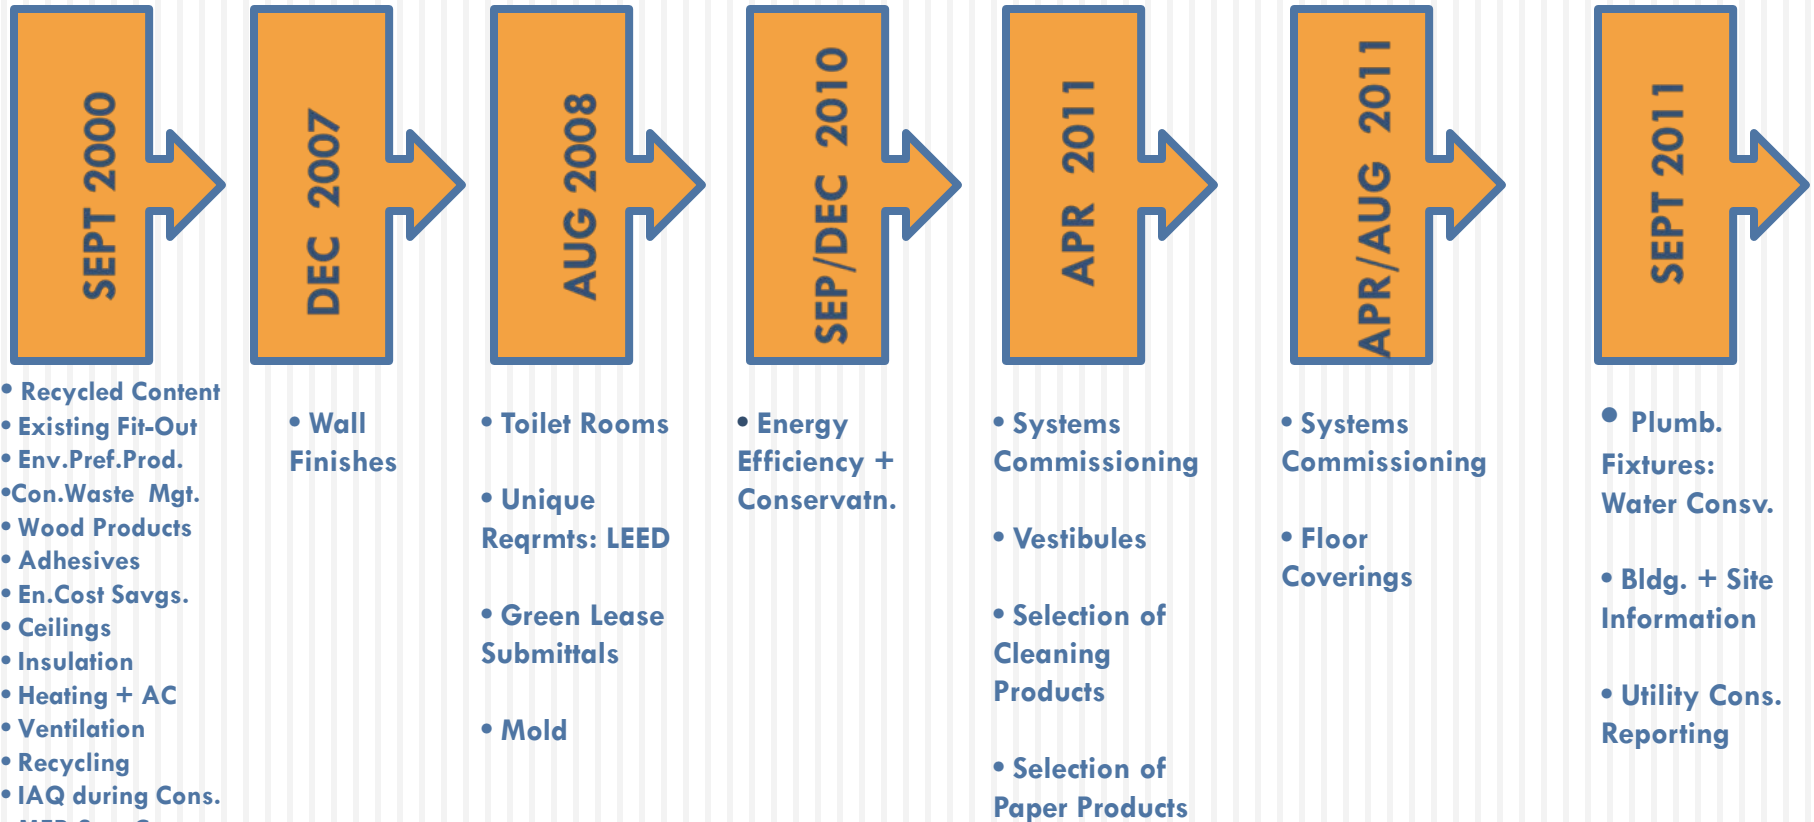 SEPT 2000
• Recycled Content
• Existing Fit-Out
• Env.Pref.Prod.
•Con.Waste Mgt.
• Wood Products
• Adhesives
• En.Cost Savgs.
• Ceilings
• Insulation
• Heating + AC
• Ventilation
• Recycling
• IAQ during Cons.
DEC 2007
• Wall
Finishes
AUG 2008
• Toilet Rooms
• Unique
Reqrmts: LEED
• Green Lease
Submittals
• Mold
SEP/DEC 2010
• Energy
Efficiency +
Conservatn.
APR 2011
• Systems
Commissioning
• Vestibules
• Selection of
Cleaning
Products
• Selection of
Paper Products
APR/AUG 2011
• Systems
Commissioning
• Floor
Coverings
SEPT 2011
• Plumb.
Fixtures:
Water Consv.
• Bldg. + Site
Information
• Utility Cons.
Reporting